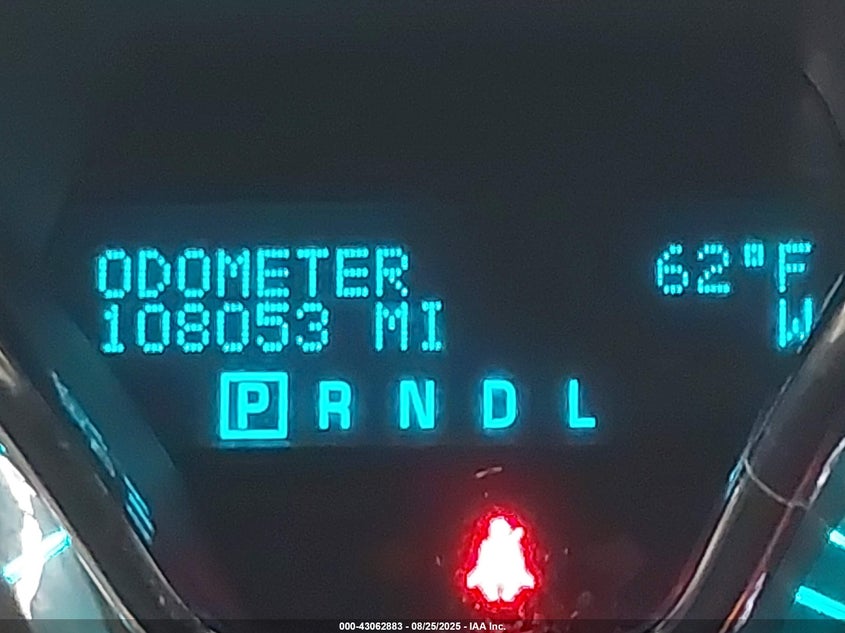 ODOMETER 62°F
108053 MI W
P R N D L
000-43062883 - 08/25/2025 - IAA Inc.